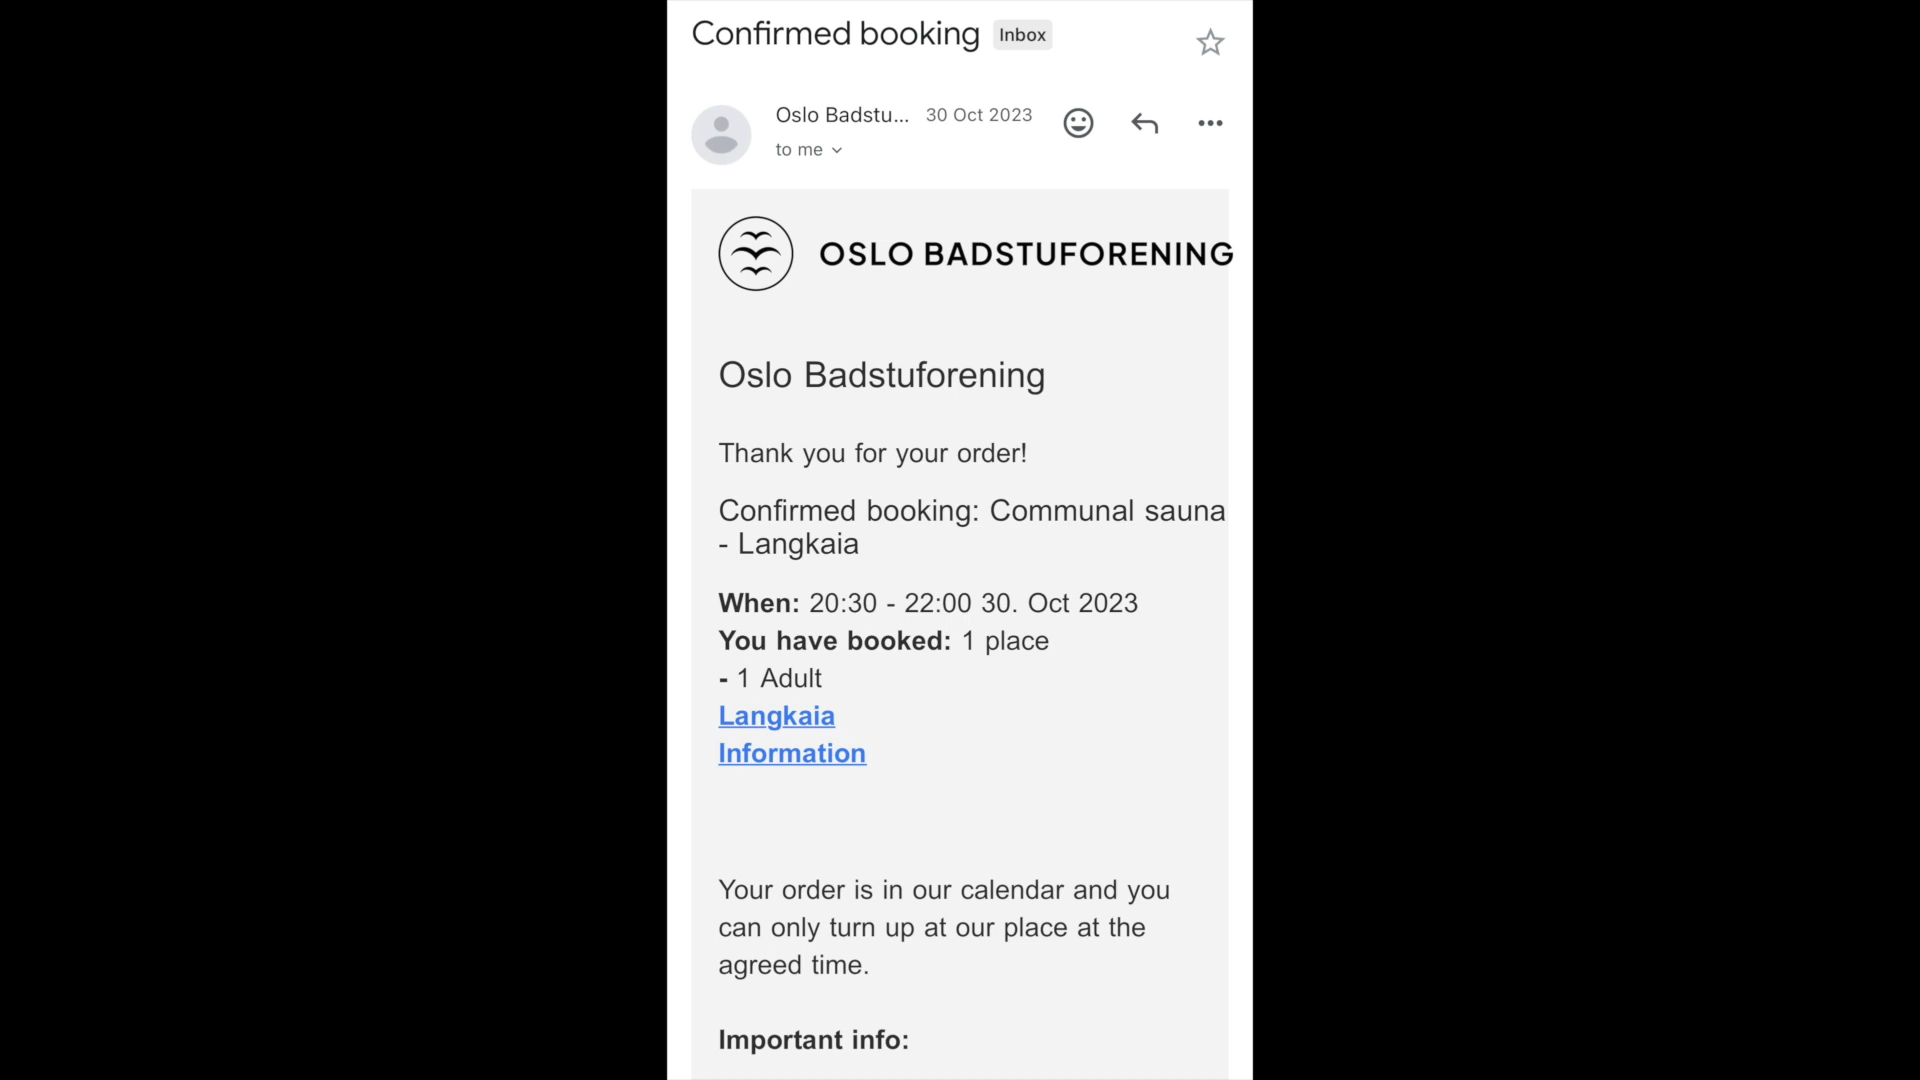 Confirmed booking Inbox
Oslo Badstu... 30 Oct 2023
to me
OSLO BADSTUFORENING
Oslo Badstuforening
Thank you for your order!
Confirmed booking: Communal sauna
- Langkaia
When: 20:30 - 22:00 30. Oct 2023
You have booked: 1 place
- 1 Adult
Langkaia
Information
Your order is in our calendar and you
can only turn up at our place at the
agreed time.
Important info: